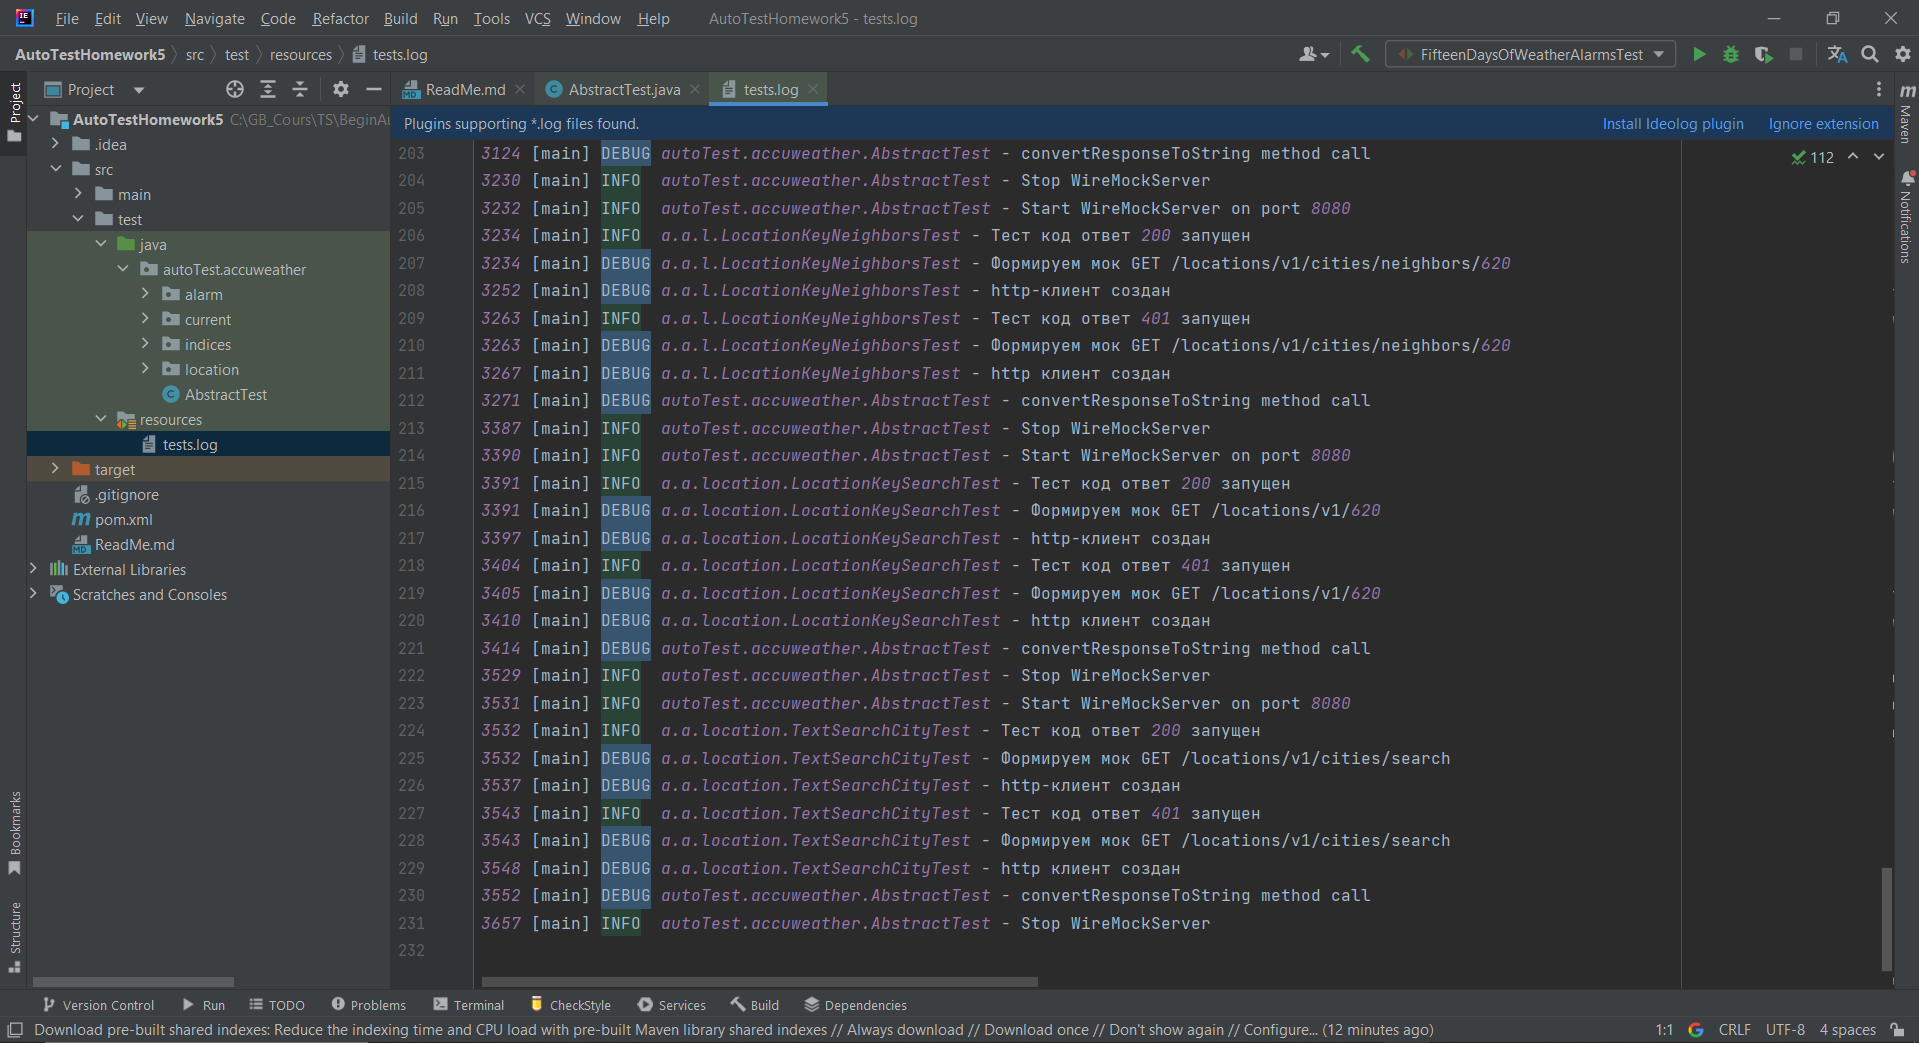 File Edit View Navigate Code Refactor Build Run Tools VCS Window Help AutoTestHomework5 - tests.log
AutoTestHomework5 src test resources tests.log FifteenDaysOfWeatherAlarmsTest
Project
ReadMe.md AbstractTest.java tests.log
Plugins supporting *.log files found. Install Ideolog plugin Ignore extension
Project
AutoTestHomework5 C:\GB_Cours\TS\BeginAu
.idea
src
main
test
java
autoTest.accuweather
alarm
current
indices
location
AbstractTest
resources
tests.log
target
.gitignore
pom.xml
ReadMe.md
External Libraries
Scratches and Consoles
Bookmarks
Structure
112
203 3124 [main] DEBUG autoTest.accuweather.AbstractTest - convertResponseToString method call
204 3230 [main] INFO autoTest.accuweather.AbstractTest - Stop WireMockServer
205 3232 [main] INFO autoTest.accuweather.AbstractTest - Start WireMockServer on port 8080
206 3234 [main] INFO a.a.l.LocationKeyNeighborsTest - Тест код ответ 200 запущен
207 3234 [main] DEBUG a.a.l.LocationKeyNeighborsTest - Формируем мок GET /locations/v1/cities/neighbors/620
208 3252 [main] DEBUG a.a.l.LocationKeyNeighborsTest - http-клиент создан
209 3263 [main] INFO a.a.l.LocationKeyNeighborsTest - Тест код ответ 401 запущен
210 3263 [main] DEBUG a.a.l.LocationKeyNeighborsTest - Формируем мок GET /locations/v1/cities/neighbors/620
211 3267 [main] DEBUG a.a.l.LocationKeyNeighborsTest - http клиент создан
212 3271 [main] DEBUG autoTest.accuweather.AbstractTest - convertResponseToString method call
213 3387 [main] INFO autoTest.accuweather.AbstractTest - Stop WireMockServer
214 3390 [main] INFO autoTest.accuweather.AbstractTest - Start WireMockServer on port 8080
215 3391 [main] INFO a.a.location.LocationKeySearchTest - Тест код ответ 200 запущен
216 3391 [main] DEBUG a.a.location.LocationKeySearchTest - Формируем мок GET /locations/v1/620
217 3397 [main] DEBUG a.a.location.LocationKeySearchTest - http-клиент создан
218 3404 [main] INFO a.a.location.LocationKeySearchTest - Тест код ответ 401 запущен
219 3405 [main] DEBUG a.a.location.LocationKeySearchTest - Формируем мок GET /locations/v1/620
220 3410 [main] DEBUG a.a.location.LocationKeySearchTest - http клиент создан
221 3414 [main] DEBUG autoTest.accuweather.AbstractTest - convertResponseToString method call
222 3529 [main] INFO autoTest.accuweather.AbstractTest - Stop WireMockServer
223 3531 [main] INFO autoTest.accuweather.AbstractTest - Start WireMockServer on port 8080
224 3532 [main] INFO a.a.location.TextSearchCityTest - Тест код ответ 200 запущен
225 3532 [main] DEBUG a.a.location.TextSearchCityTest - Формируем мок GET /locations/v1/cities/search
226 3537 [main] DEBUG a.a.location.TextSearchCityTest - http-клиент создан
227 3543 [main] INFO a.a.location.TextSearchCityTest - Тест код ответ 401 запущен
228 3543 [main] DEBUG a.a.location.TextSearchCityTest - Формируем мок GET /locations/v1/cities/search
229 3548 [main] DEBUG a.a.location.TextSearchCityTest - http клиент создан
230 3552 [main] DEBUG autoTest.accuweather.AbstractTest - convertResponseToString method call
231 3657 [main] INFO autoTest.accuweather.AbstractTest - Stop WireMockServer
232
Maven
Notifications
Version Control Run TODO Problems Terminal CheckStyle Services Build Dependencies
Download pre-built shared indexes: Reduce the indexing time and CPU load with pre-built Maven library shared indexes // Always download // Download once // Don't show again // Configure... (12 minutes ago) 1:1 CRLF UTF-8 4 spaces